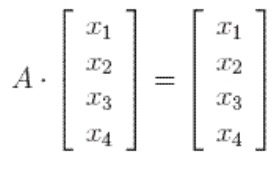 A · [ x₁ x₂ x₃ x₄ ] = [ x₁ x₂ x₃ x₄ ]